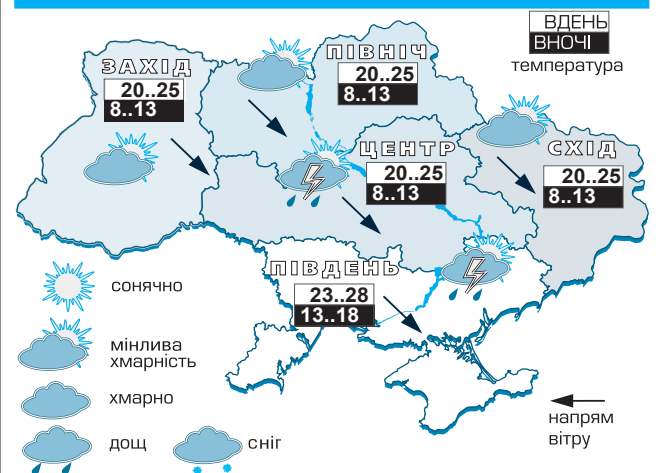 ВДЕНЬ
ВНОЧІ
температура
ЗАХІД
20..25
8..13
ПІВНІЧ
20..25
8..13
ЦЕНТР
20..25
8..13
СХІД
20..25
8..13
ПІВДЕНЬ
23..28
13..18
сонячно
мінлива
хмарність
хмарно
дощ
сніг
напрям
вітру